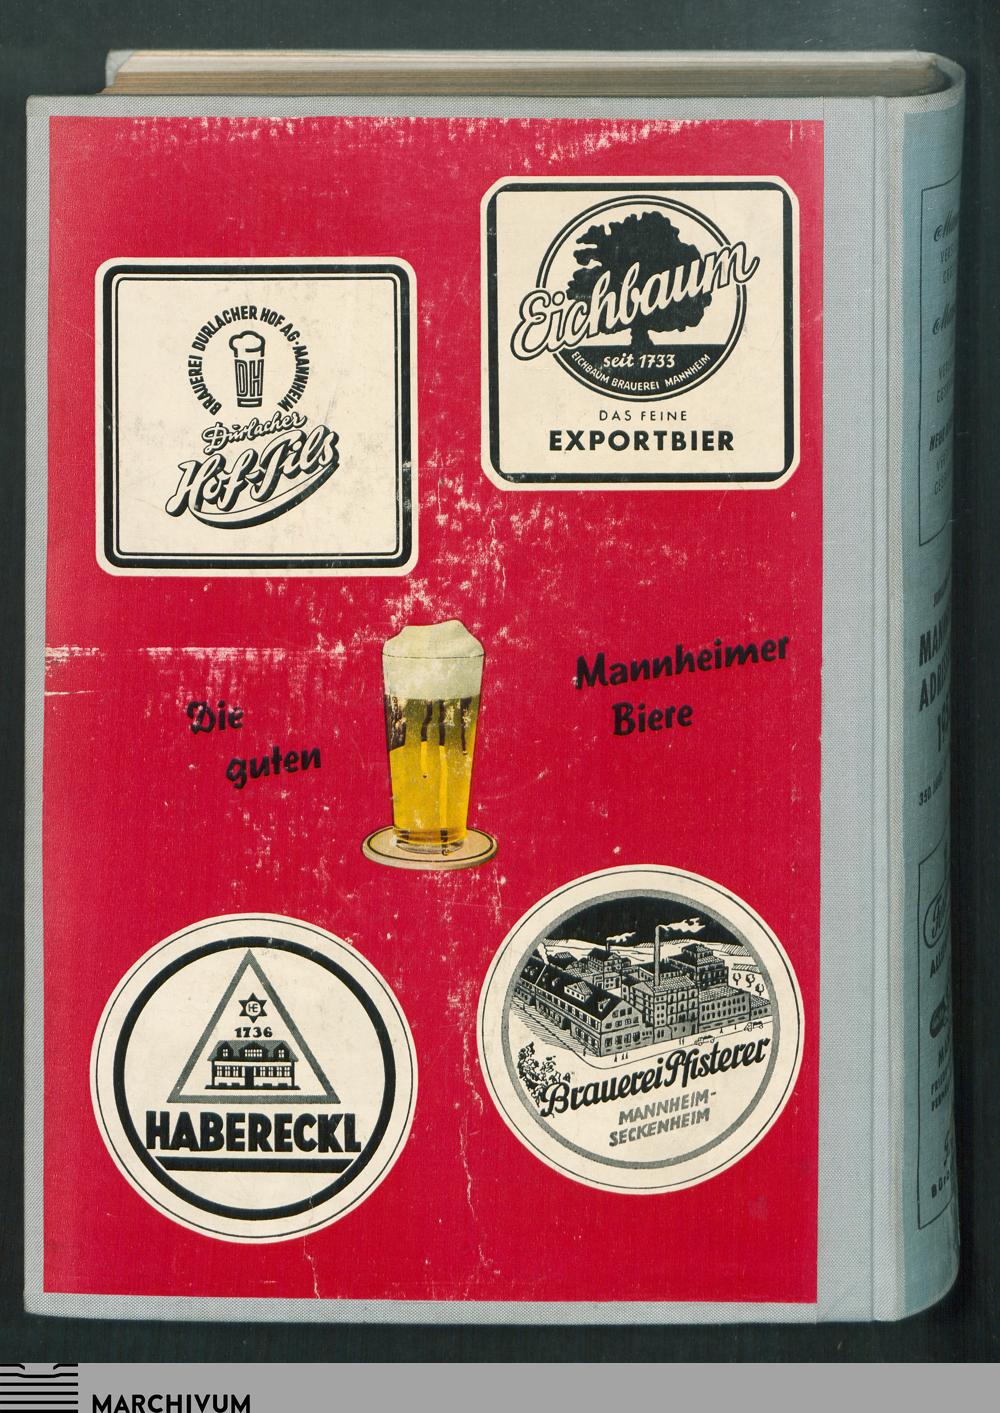 BRAUEREI DURLACHER HOF AG·MANNHEIM
DH
Durlacher
Hof-Pils
Eichbaum
seit 1733
EICHBAUM BRAUEREI MANNHEIM
DAS FEINE
EXPORTBIER
Die
guten
Mannheimer
Biere
HE
1736
HABERECKL
Brauerei Pfisterer
MANNHEIM-
SECKENHEIM
MARCHIVUM